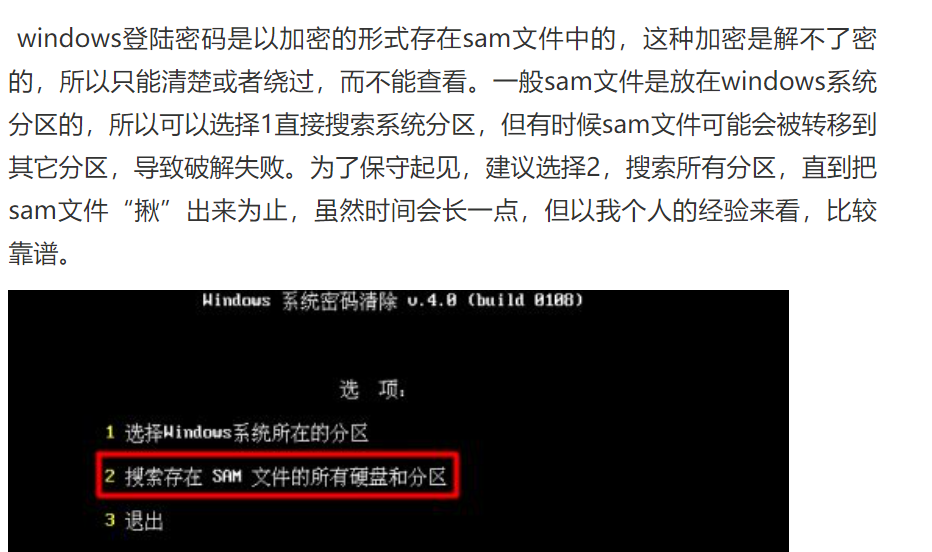 windows登陆密码是以加密的形式存在sam文件中的，这种加密是解不了密
的，所以只能清楚或者绕过，而不能查看。一般sam文件是放在windows系统
分区的，所以可以选择1直接搜索系统分区，但有时候sam文件可能会被转移到
其它分区，导致破解失败。为了保守起见，建议选择2，搜索所有分区，直到把
sam文件“揪”出来为止，虽然时间会长一点，但以我个人的经验来看，比较
靠谱。
Windows 系统密码清除 v.4.0 (build 0108)
选 项:
1 选择Windows系统所在的分区
2 搜索存在 SAM 文件的所有硬盘和分区
3 退出